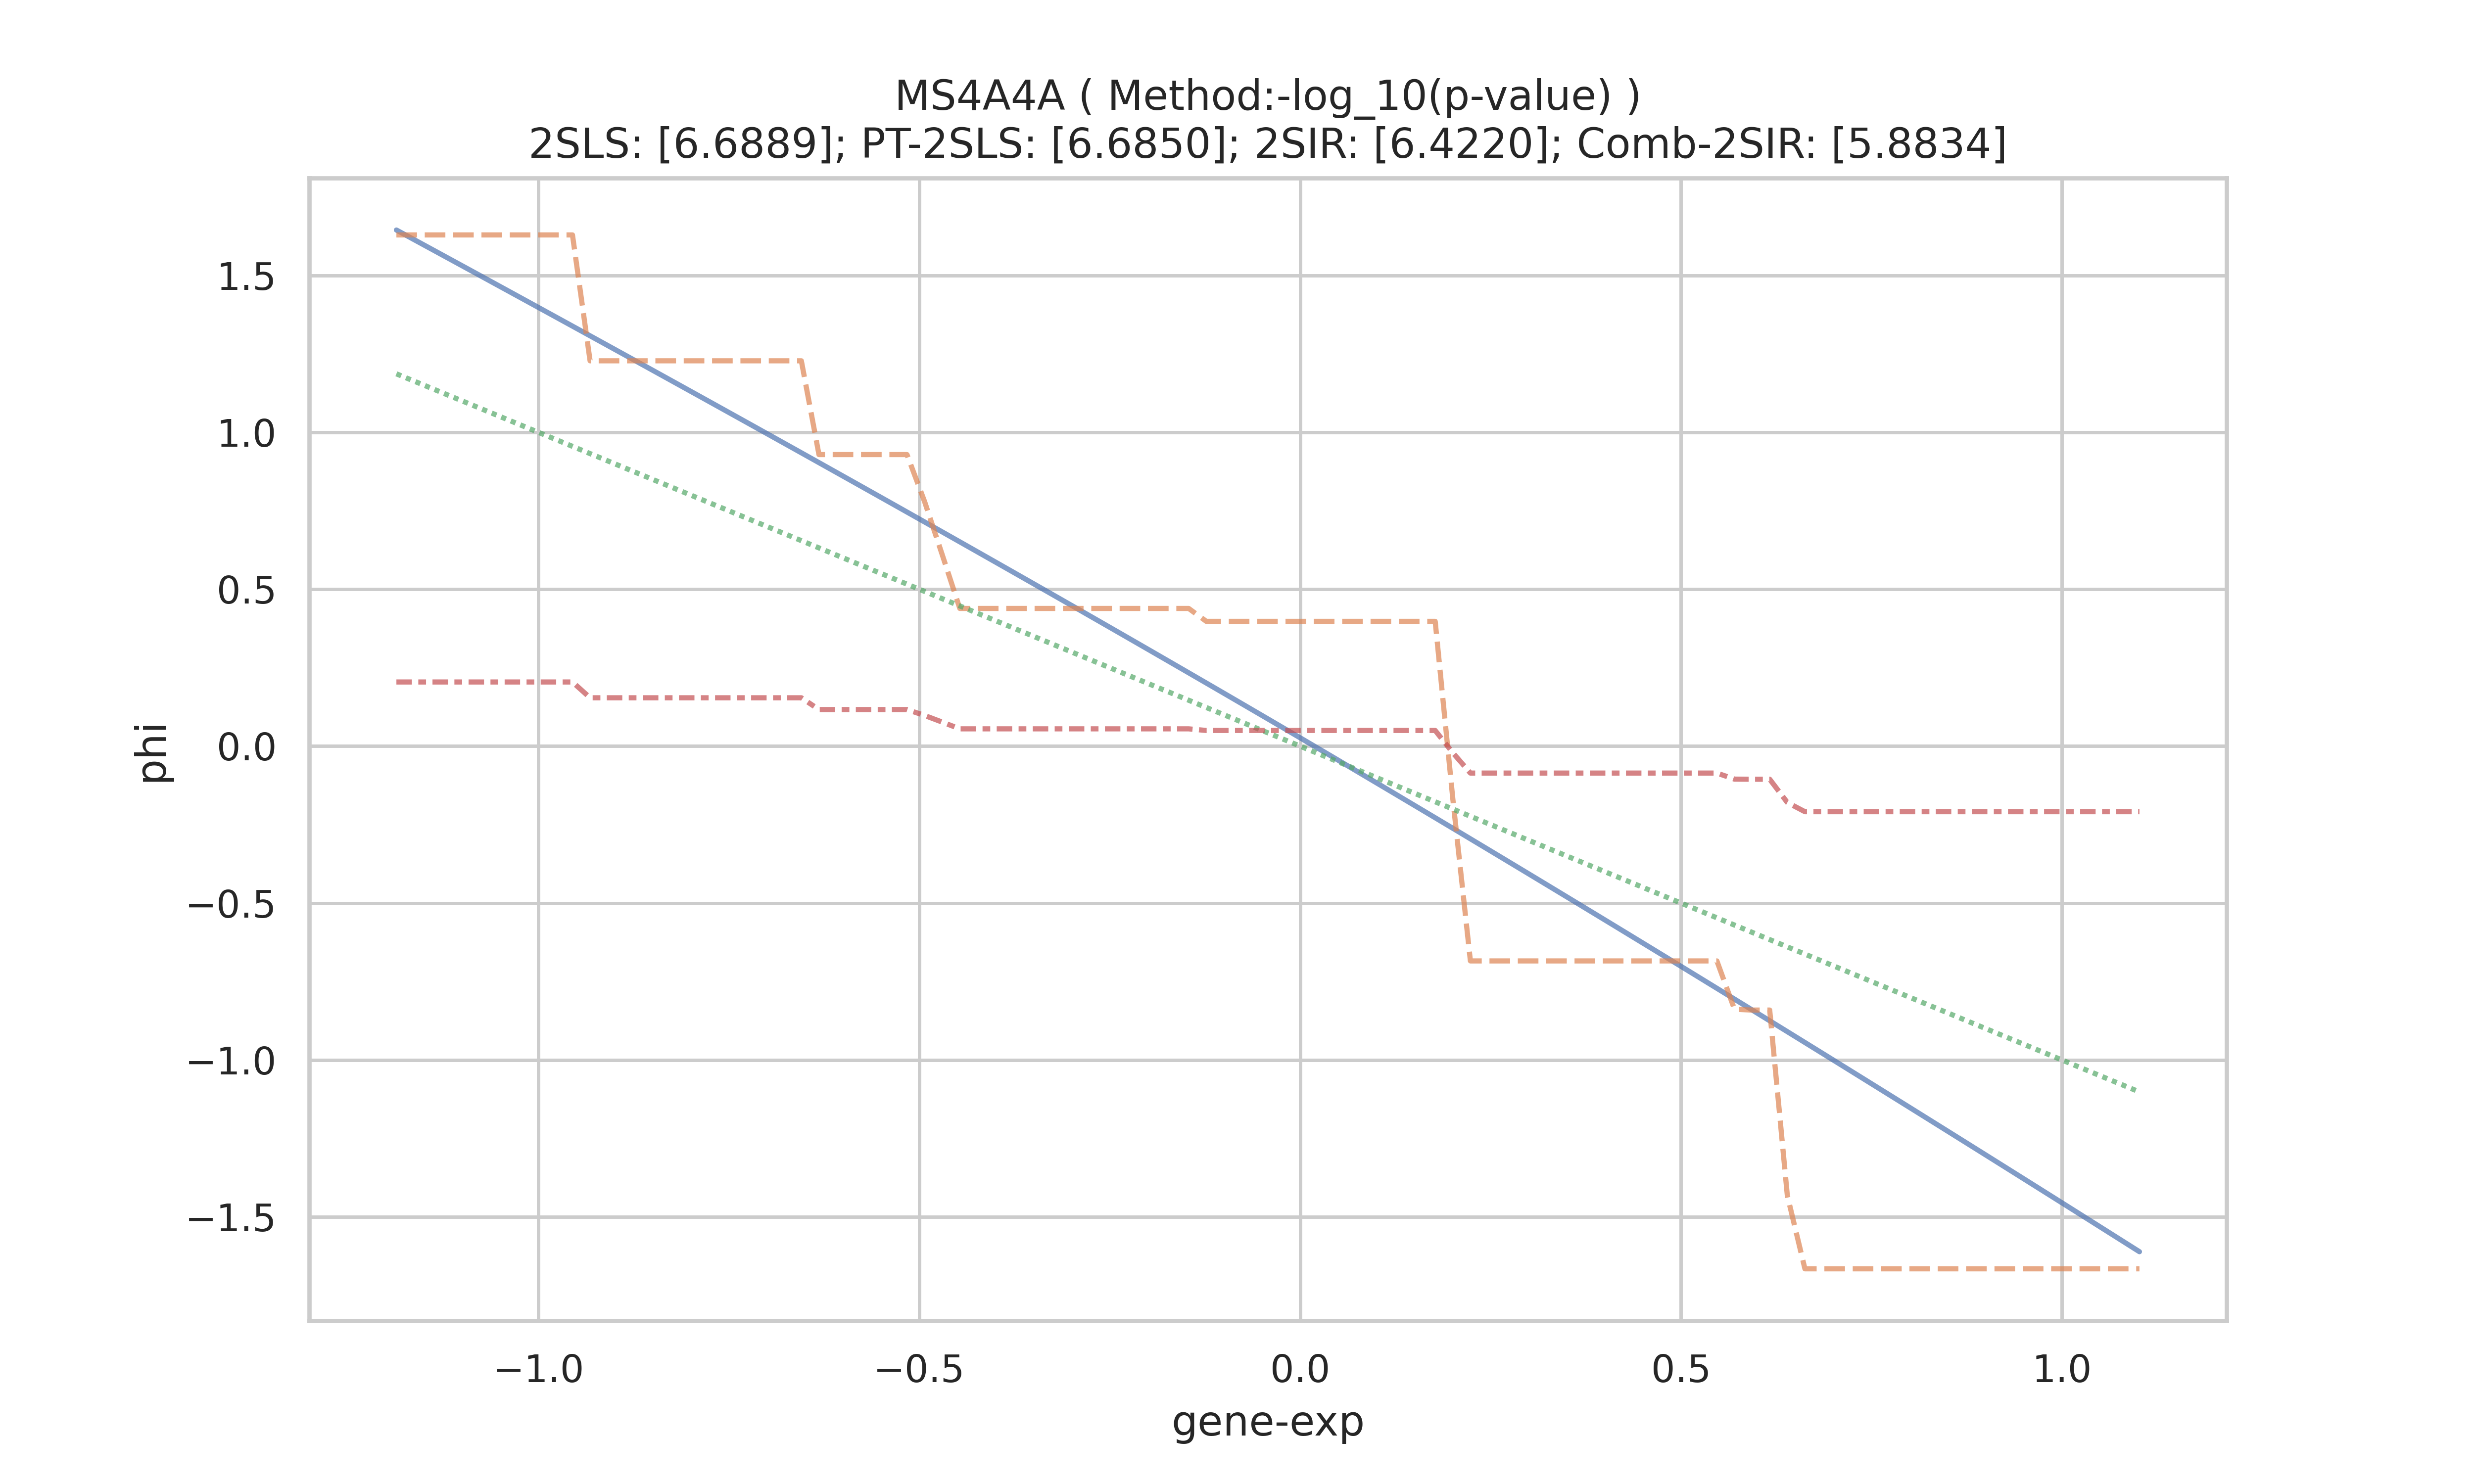 MS4A4A ( Method:-log_10(p-value) )
2SLS: [6.6889]; PT-2SLS: [6.6850]; 2SIR: [6.4220]; Comb-2SIR: [5.8834]
1.5
1.0
0.5
0.0
−0.5
−1.0
−1.5
phi
−1.0 −0.5 0.0 0.5 1.0
gene-exp